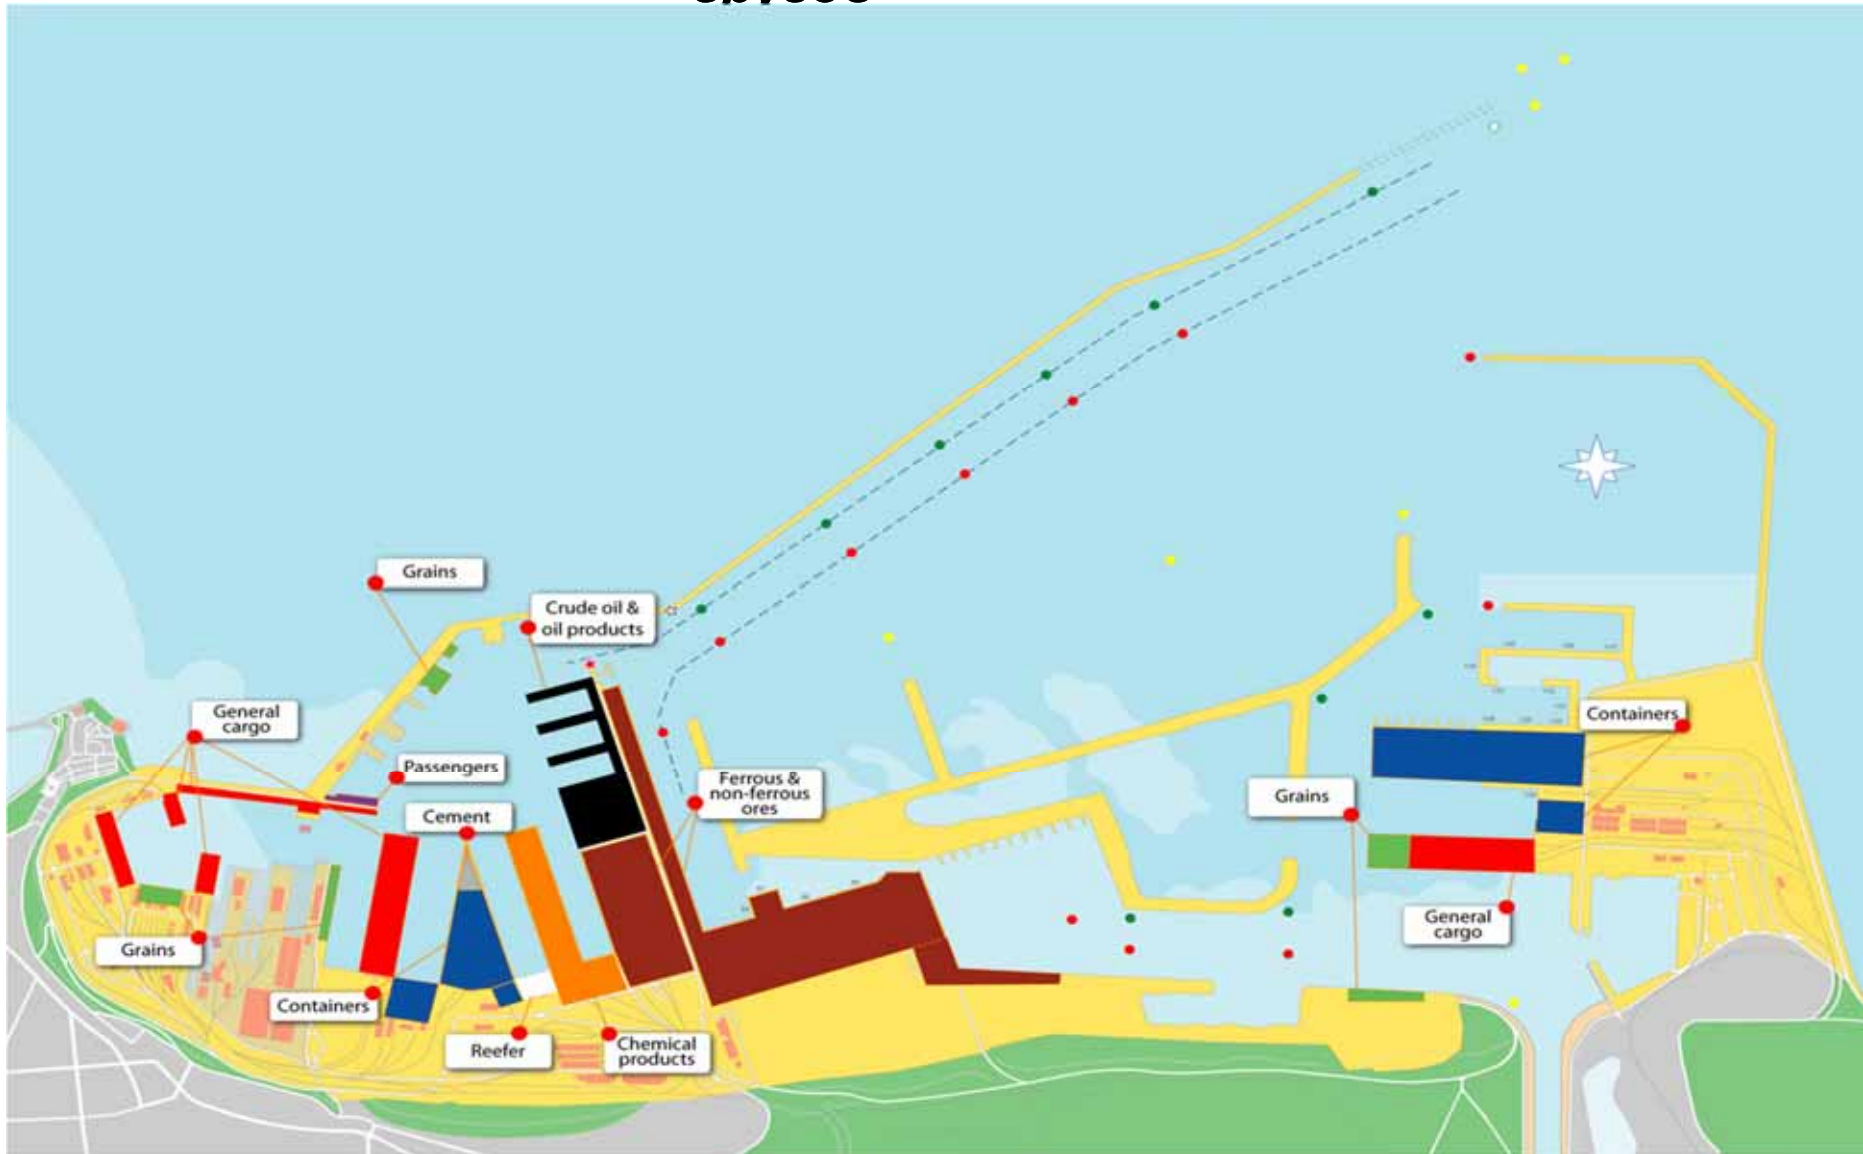 Grains
Crude oil &
oil products
General
cargo
Passengers
Cement
Ferrous &
non-ferrous
ores
Containers
Grains
General
cargo
Grains
Containers
Reefer
Chemical
products